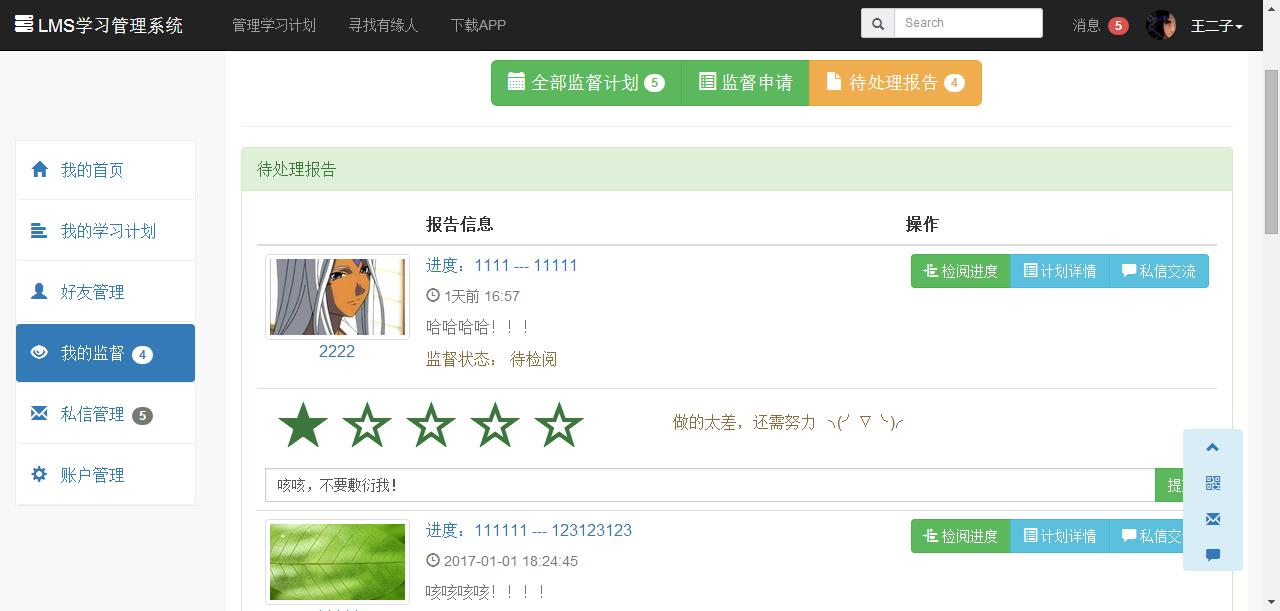 LMS学习管理系统 管理学习计划 寻找有缘人 下载APP Search 消息 5 王二子
全部监督计划 5 监督申请 待处理报告 4
我的首页
我的学习计划
好友管理
我的监督 4
私信管理 5
账户管理
待处理报告
报告信息 操作
进度：1111 --- 11111 检阅进度 计划详情 私信交流
1天前 16:57
哈哈哈哈！！！
2222
监督状态： 待检阅
做的太差，还需努力 ヽ(╯▽╰)╭
咳咳，不要敷衍我！ 提
进度：111111 --- 123123123 检阅进度 计划详情 私信交
2017-01-01 18:24:45
咳咳咳咳！！！！